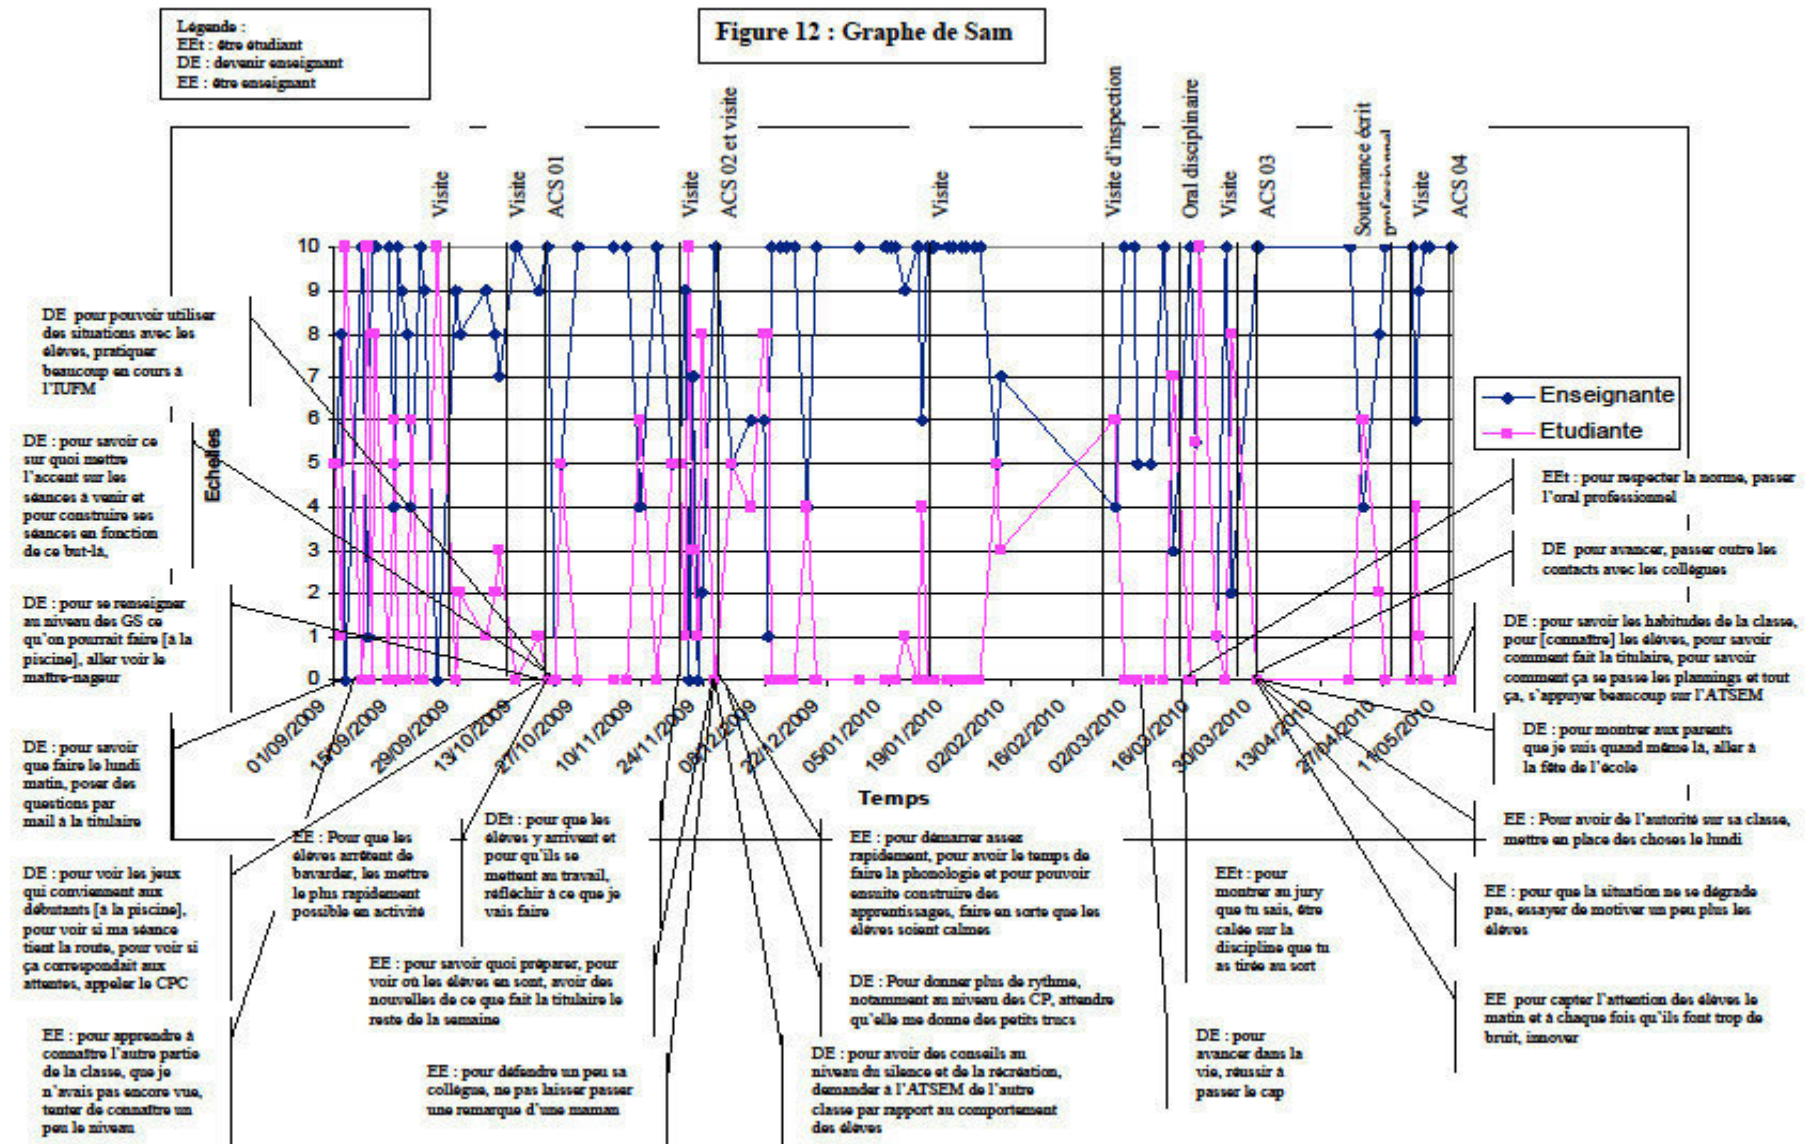 Légende :
EEt : être étudiant
DE : devenir enseignant
EE : être enseignant
Figure 12 : Graphe de Sam
Visite
Visite
ACS 01
Visite
ACS 02 et visite
Visite
Visite d'inspection
Oral disciplinaire
Visite
ACS 03
Soutenance écrit
professionnel
Visite
ACS 04
10
9
8
7
6
5
4
3
2
1
0
Echelles
01/09/2009
15/09/2009
29/09/2009
13/10/2009
27/10/2009
10/11/2009
24/11/2009
08/12/2009
22/12/2009
05/01/2010
19/01/2010
02/02/2010
16/02/2010
02/03/2010
16/03/2010
30/03/2010
13/04/2010
27/04/2010
11/05/2010
Temps
Enseignante
Etudiante
DE pour pouvoir utiliser
des situations avec les
élèves, pratiquer
beaucoup en cours à
l'IUFM
DE : pour savoir ce
sur quoi mettre
l'accent sur les
séances à venir et
pour construire ses
séances en fonction
de ce but-là,
DE : pour se renseigner
au niveau des GS ce
qu'on pourrait faire [à la
piscine], aller voir le
maître-nageur
DE : pour savoir
que faire le lundi
matin, poser des
questions par
mail à la titulaire
DE : pour voir les jeux
qui conviennent aux
débutants [à la piscine],
pour voir si ma séance
tient la route, pour voir si
ça correspondait aux
attentes, appeler le CPC
EE : pour apprendre à
connaître l'autre partie
de la classe, que je
n'avais pas encore vue,
tenter de connaître un
peu le niveau
EE : Pour que les
élèves arrêtent de
bavarder, les mettre
le plus rapidement
possible en activité
DEt : pour que les
élèves y arrivent et
pour qu'ils se
mettent au travail,
réfléchir à ce que je
vais faire
EE : pour savoir quoi préparer, pour
voir où les élèves en sont, avoir des
nouvelles de ce que fait la titulaire le
reste de la semaine
EE : pour défendre un peu sa
collègue, ne pas laisser passer
une remarque d'une maman
EE : pour démarrer assez
rapidement, pour avoir le temps de
faire la phonologie et pour pouvoir
ensuite construire des
apprentissages, faire en sorte que les
élèves soient calmes
DE : Pour donner plus de rythme,
notamment au niveau des CP, attendre
qu'elle me donne des petits trucs
DE : pour avoir des conseils au
niveau du silence et de la récréation,
demander à l'ATSEM de l'autre
classe par rapport au comportement
des élèves
EEt : pour
montrer au jury
que tu sais, être
calée sur la
discipline que tu
as tirée au sort
DE : pour
avancer dans la
vie, réussir à
passer le cap
EEt : pour respecter la norme, passer
l'oral professionnel
DE pour avancer, passer outre les
contacts avec les collègues
DE : pour savoir les habitudes de la classe,
pour [connaître] les élèves, pour savoir
comment fait la titulaire, pour savoir
comment ça se passe les plannings et tout
ça, s'appuyer beaucoup sur l'ATSEM
DE : pour montrer aux parents
que je suis quand même là, aller à
la fête de l'école
EE : Pour avoir de l'autorité sur sa classe,
mettre en place des choses le lundi
EE : pour que la situation ne se dégrade
pas, essayer de motiver un peu plus les
élèves
EE pour capter l'attention des élèves le
matin et à chaque fois qu'ils font trop de
bruit, innover